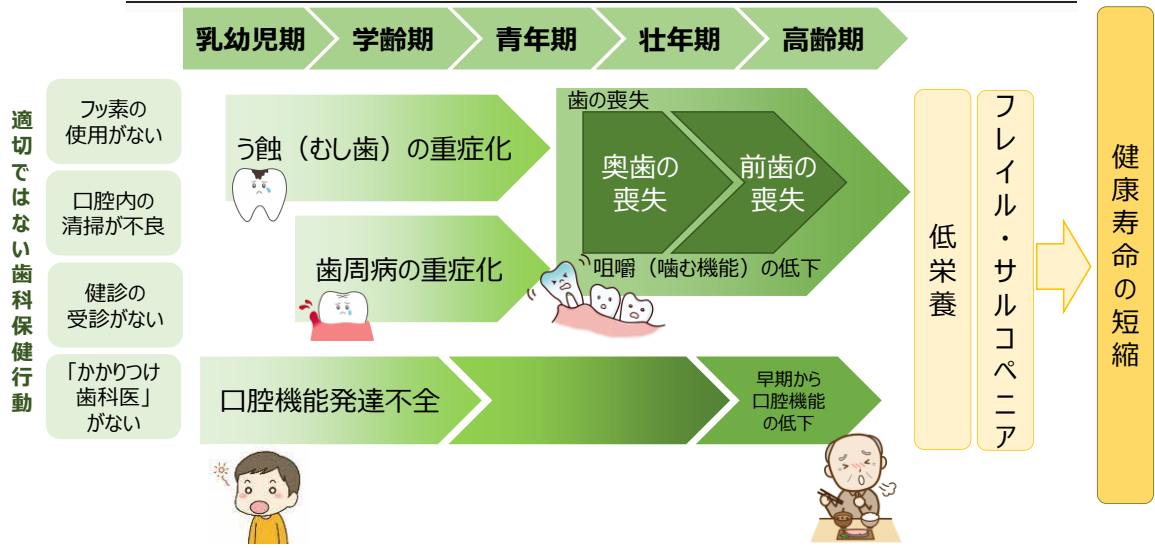 乳幼児期
学齢期
青年期
壮年期
高齢期
適切ではない歯科保健行動
フッ素の
使用がない
口腔内の
清掃が不良
健診の
受診がない
「かかりつけ
歯科医」
がない
う蝕（むし歯）の重症化
歯周病の重症化
歯の喪失
奥歯の
喪失
前歯の
喪失
咀嚼（噛む機能）の低下
口腔機能発達不全
早期から
口腔機能
の低下
低栄養
フレイル・サルコペニア
健康寿命の短縮